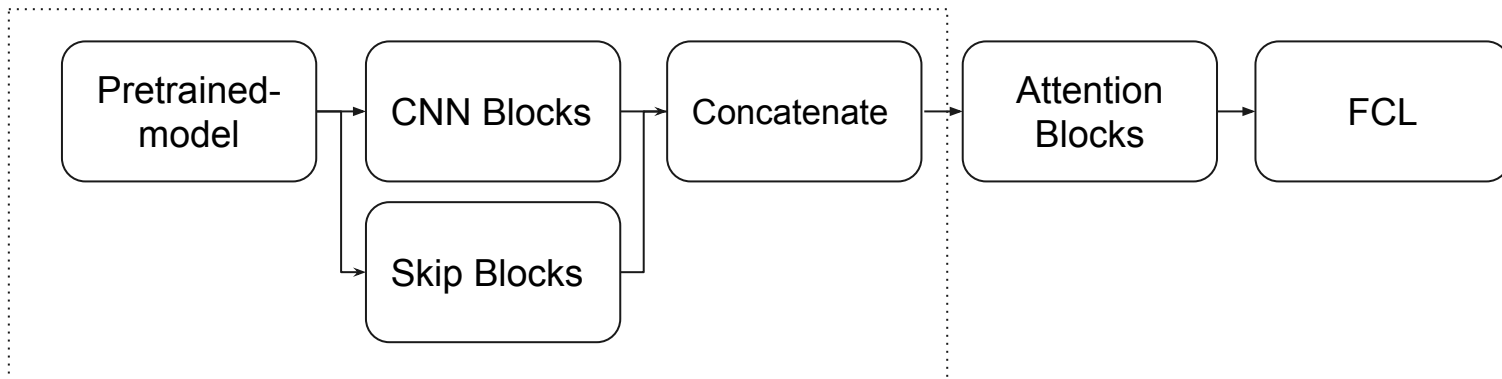 Pretrained-
model
CNN Blocks
Concatenate
Attention
Blocks
FCL
Skip Blocks